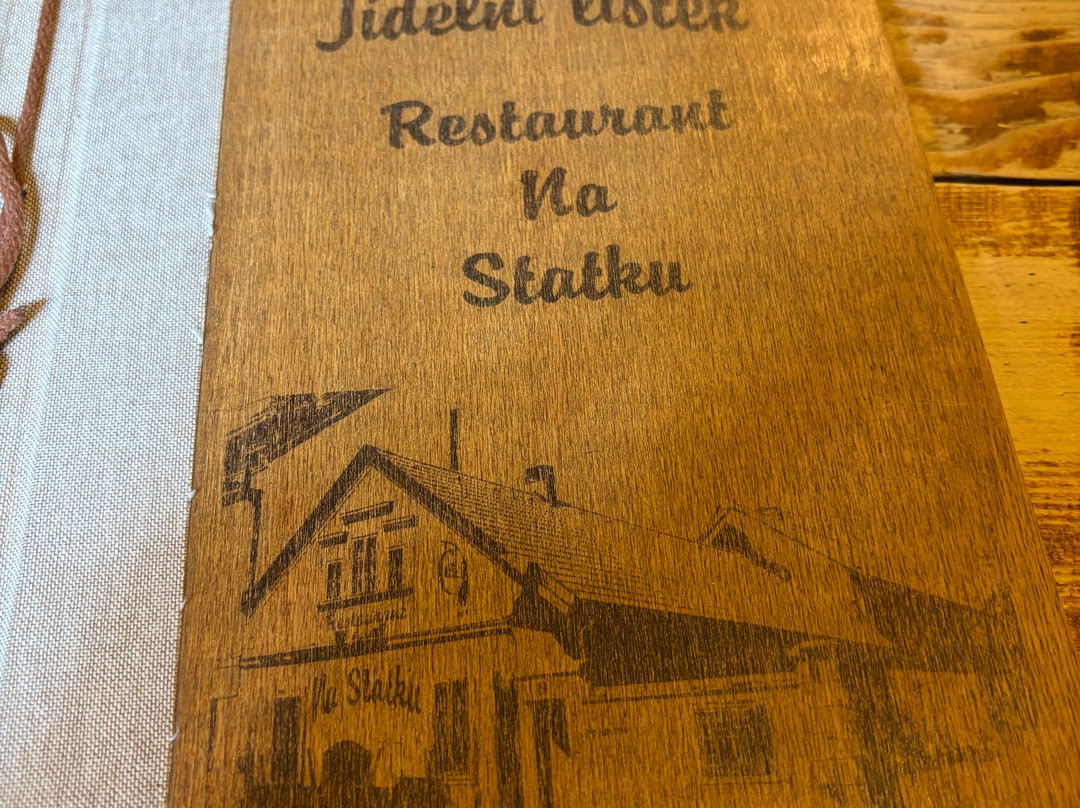 Jídelní lístek
Restaurant
Na
Statku
Na Statku